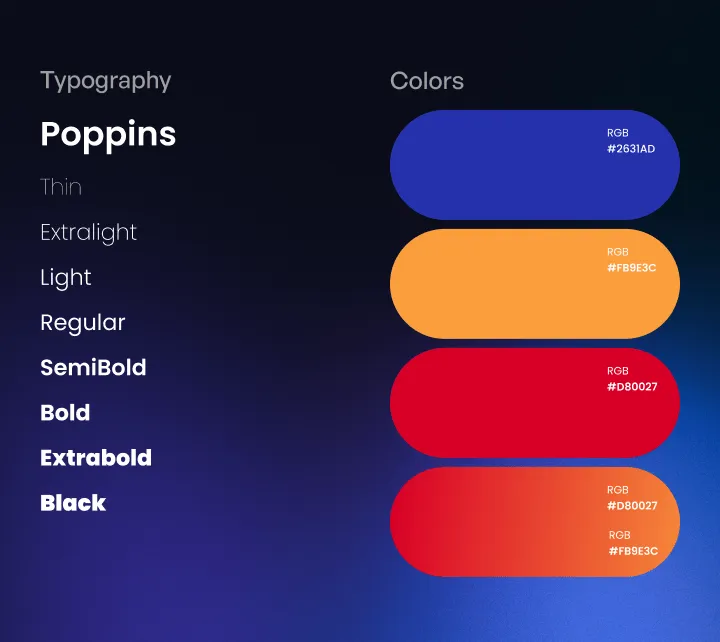 Typography
Poppins
Thin
Extralight
Light
Regular
SemiBold
Bold
Extrabold
Black
Colors
RGB
#2631AD
RGB
#FB9E3C
RGB
#D80027
RGB
#D80027
RGB
#FB9E3C